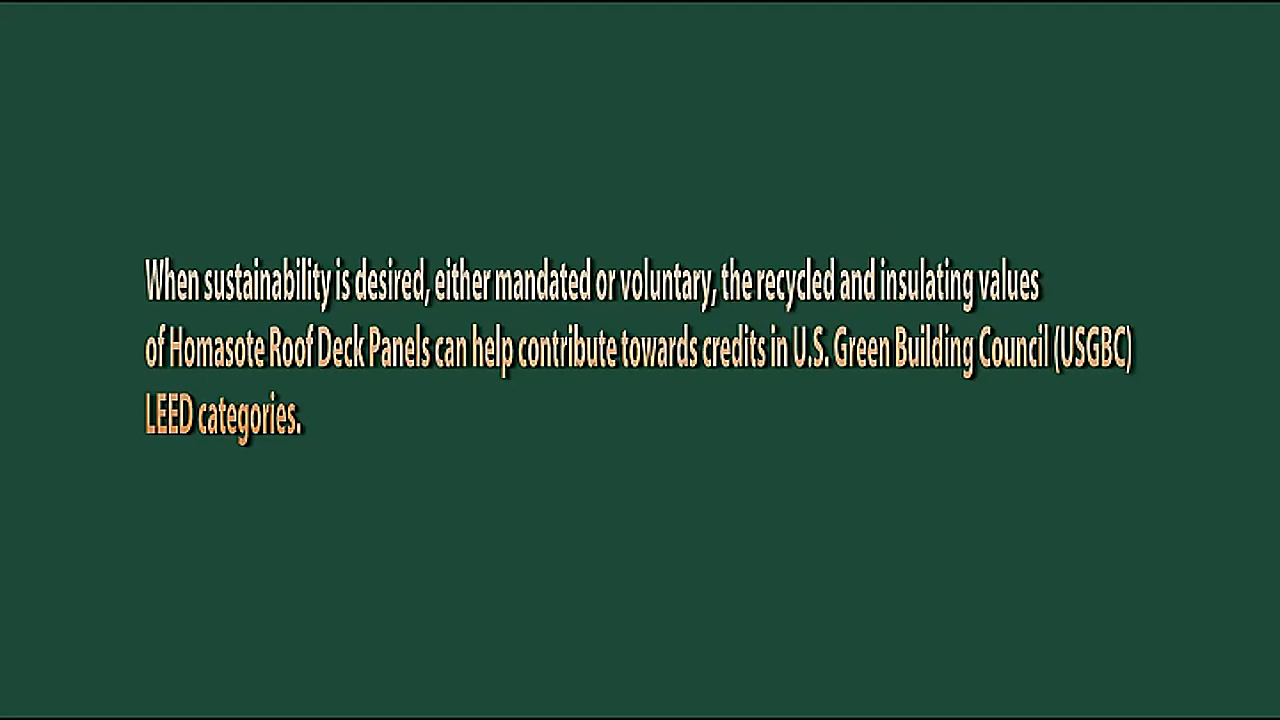 When sustainability is desired, either mandated or voluntary, the recycled and insulating values
of Homasote Roof Deck Panels can help contribute towards credits in U.S. Green Building Council (USGBC)
LEED categories.